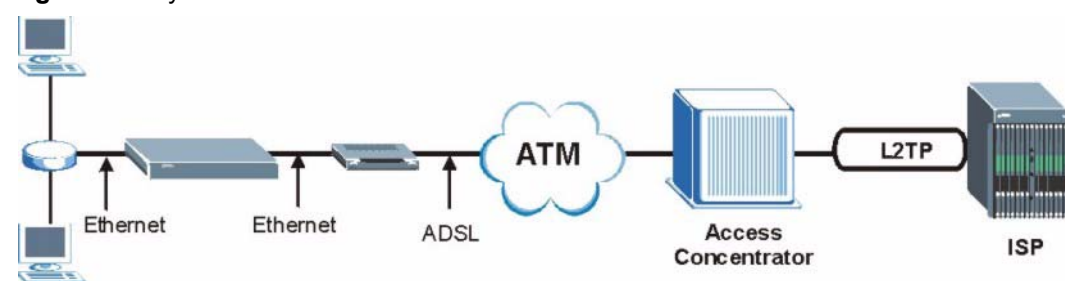 Ethernet
Ethernet
ADSL
ATM
Access
Concentrator
L2TP
ISP